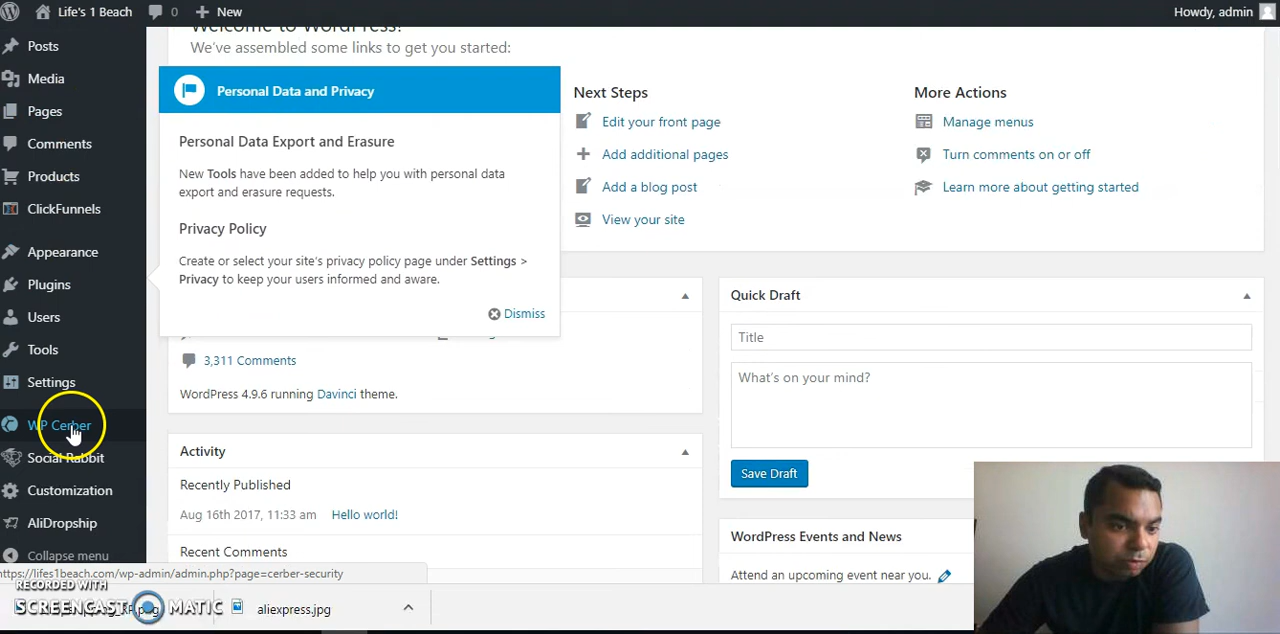 Life's 1 Beach 0 New Howdy, admin
Posts
Media
Pages
Comments
Products
ClickFunnels
Appearance
Plugins
Users
Tools
Settings
WP Cerber
Social Rabbit
Customization
AliDropship
Collapse menu
Welcome to WordPress!
We've assembled some links to get you started:
Personal Data and Privacy
Personal Data Export and Erasure
New Tools have been added to help you with personal data
export and erasure requests.
Privacy Policy
Create or select your site's privacy policy page under Settings >
Privacy to keep your users informed and aware.
Dismiss
Next Steps
Edit your front page
Add additional pages
Add a blog post
View your site
More Actions
Manage menus
Turn comments on or off
Learn more about getting started
3,311 Comments
WordPress 4.9.6 running Davinci theme.
Activity
Recently Published
Aug 16th 2017, 11:33 am Hello world!
Recent Comments
Quick Draft
Title
What's on your mind?
Save Draft
WordPress Events and News
Attend an upcoming event near you.
https://lifes1beach.com/wp-admin/admin.php?page=cerber-security
RECORDED WITH
SCREENCAST MATIC
aliexpress.jpg